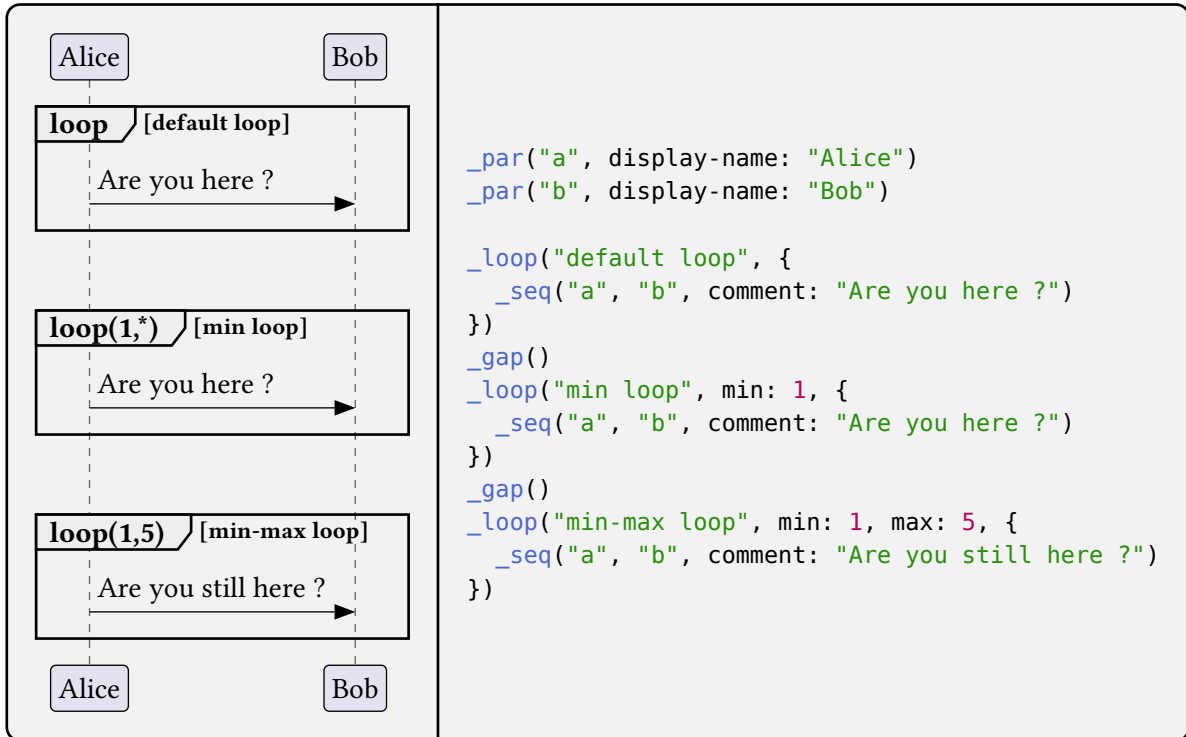 Alice Bob
loop [default loop]
Are you here ?
loop(1,*) [min loop]
Are you here ?
loop(1,5) [min-max loop]
Are you still here ?
Alice Bob
_par("a", display-name: "Alice")
_par("b", display-name: "Bob")

_loop("default loop", {
  _seq("a", "b", comment: "Are you here ?")
})
_gap()
_loop("min loop", min: 1, {
  _seq("a", "b", comment: "Are you here ?")
})
_gap()
_loop("min-max loop", min: 1, max: 5, {
  _seq("a", "b", comment: "Are you still here ?")
})